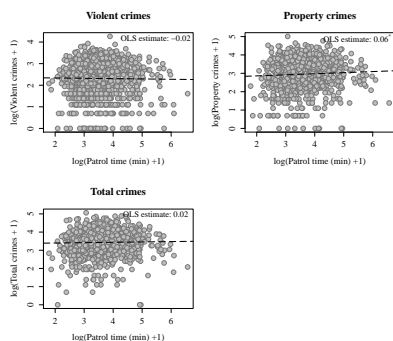 Violent crimes
OLS estimate: −0.02
log(Violent crimes + 1)
0 1 2 3 4
2 3 4 5 6
log(Patrol time (min) +1)
Property crimes
OLS estimate: 0.06*
log(Property crimes + 1)
0 1 2 3 4 5
2 3 4 5 6
log(Patrol time (min) +1)
Total crimes
OLS estimate: 0.02
log(Total crimes + 1)
0 1 2 3 4 5
2 3 4 5 6
log(Patrol time (min) +1)